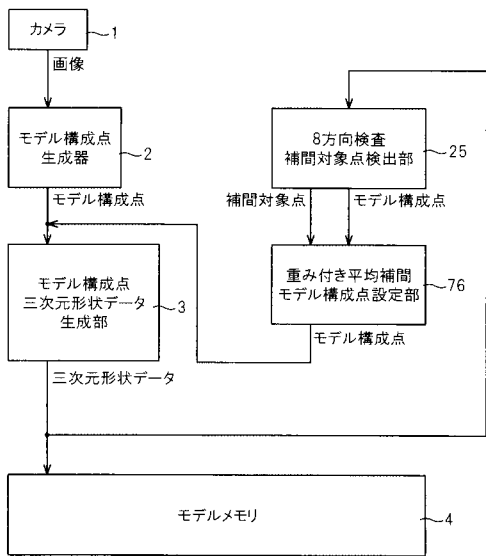 カメラ
1
画像
モデル構成点
生成器
2
モデル構成点
8方向検査
補間対象点検出部
25
補間対象点
モデル構成点
モデル構成点
三次元形状データ
生成部
3
重み付き平均補間
モデル構成点設定部
76
モデル構成点
三次元形状データ
モデルメモリ
4